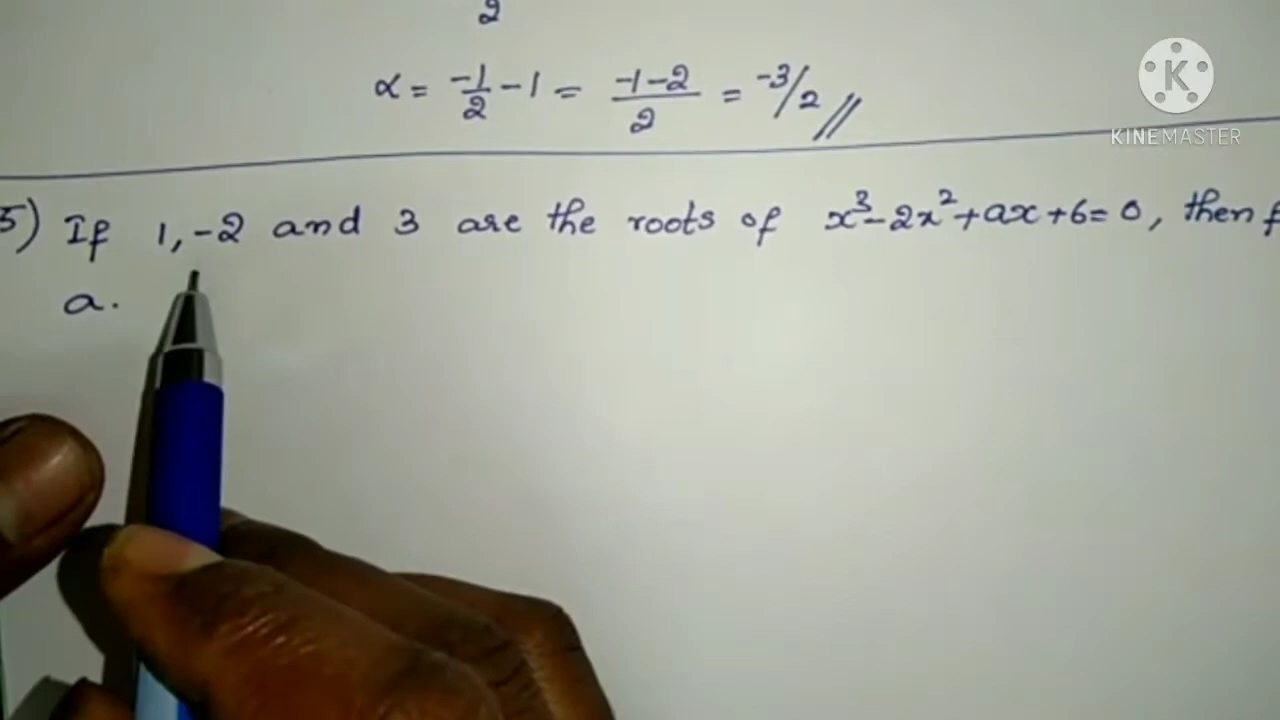 2
α = -1/2 - 1 = -1-2/2 = -3/2 //
K
KINEMASTER
5) If 1, -2 and 3 are the roots of x³-2x²+ax+6=0, then f
a.